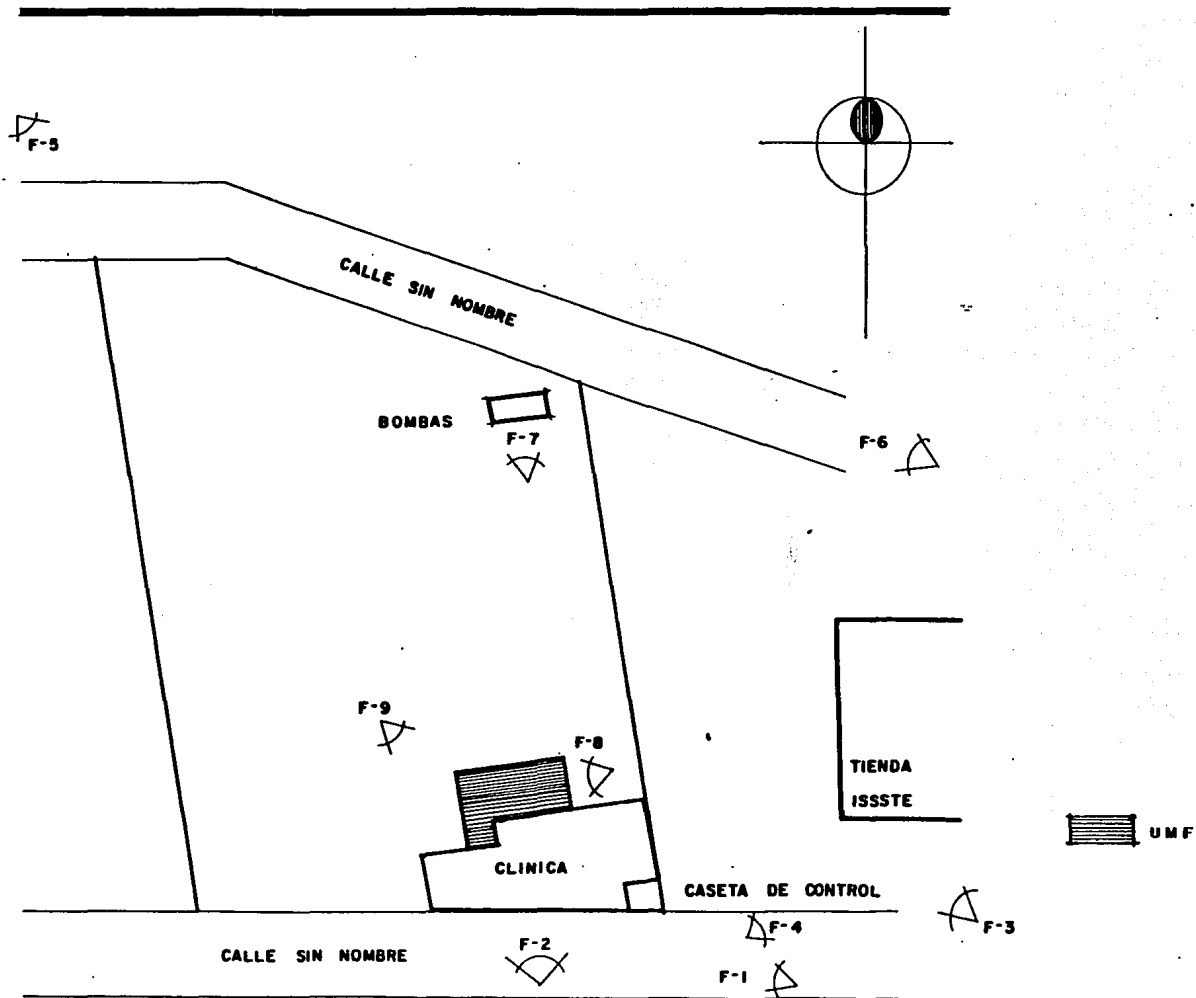 F-5
CALLE SIN NOMBRE
BOMBAS
F-7
F-6
F-9
F-8
TIENDA
ISSSTE
UMF
CLINICA
CASETA DE CONTROL
F-4
F-3
CALLE SIN NOMBRE
F-2
F-1